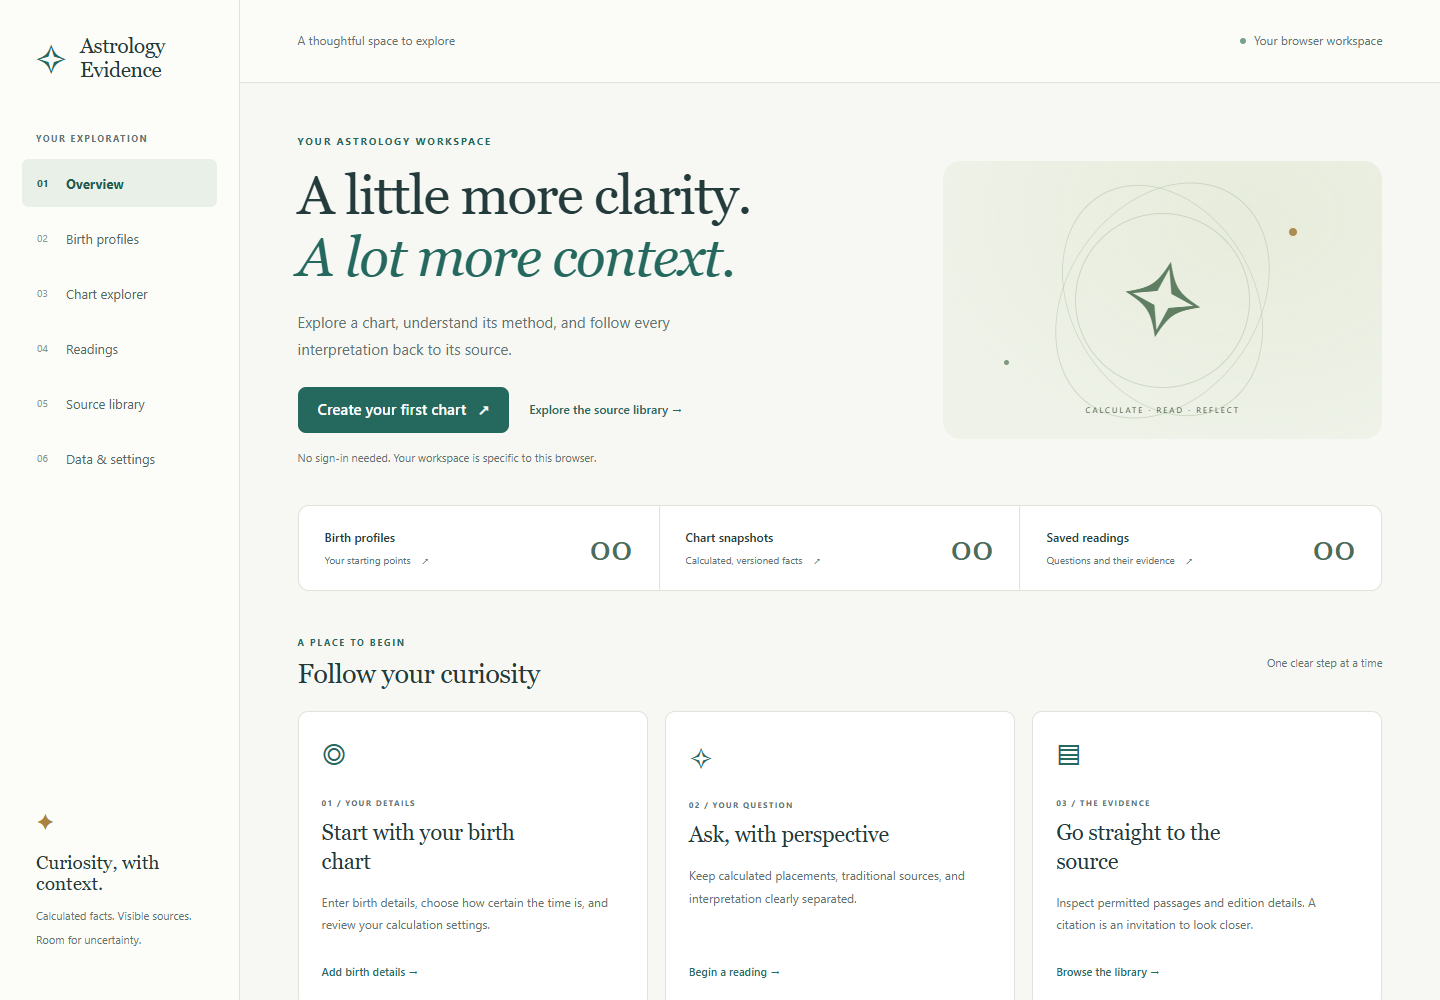 Astrology
Evidence
YOUR EXPLORATION
01 Overview
02 Birth profiles
03 Chart explorer
04 Readings
05 Source library
06 Data & settings
Curiosity, with
context.
Calculated facts. Visible sources.
Room for uncertainty.
A thoughtful space to explore
Your browser workspace
YOUR ASTROLOGY WORKSPACE
A little more clarity.
A lot more context.
Explore a chart, understand its method, and follow every
interpretation back to its source.
Create your first chart ↗
Explore the source library →
No sign-in needed. Your workspace is specific to this browser.
CALCULATE · READ · REFLECT
Birth profiles
Your starting points ↗
00
Chart snapshots
Calculated, versioned facts ↗
00
Saved readings
Questions and their evidence ↗
00
A PLACE TO BEGIN
Follow your curiosity
One clear step at a time
01 / YOUR DETAILS
Start with your birth
chart
Enter birth details, choose how certain the time is, and
review your calculation settings.
Add birth details →
02 / YOUR QUESTION
Ask, with perspective
Keep calculated placements, traditional sources, and
interpretation clearly separated.
Begin a reading →
03 / THE EVIDENCE
Go straight to the
source
Inspect permitted passages and edition details. A
citation is an invitation to look closer.
Browse the library →